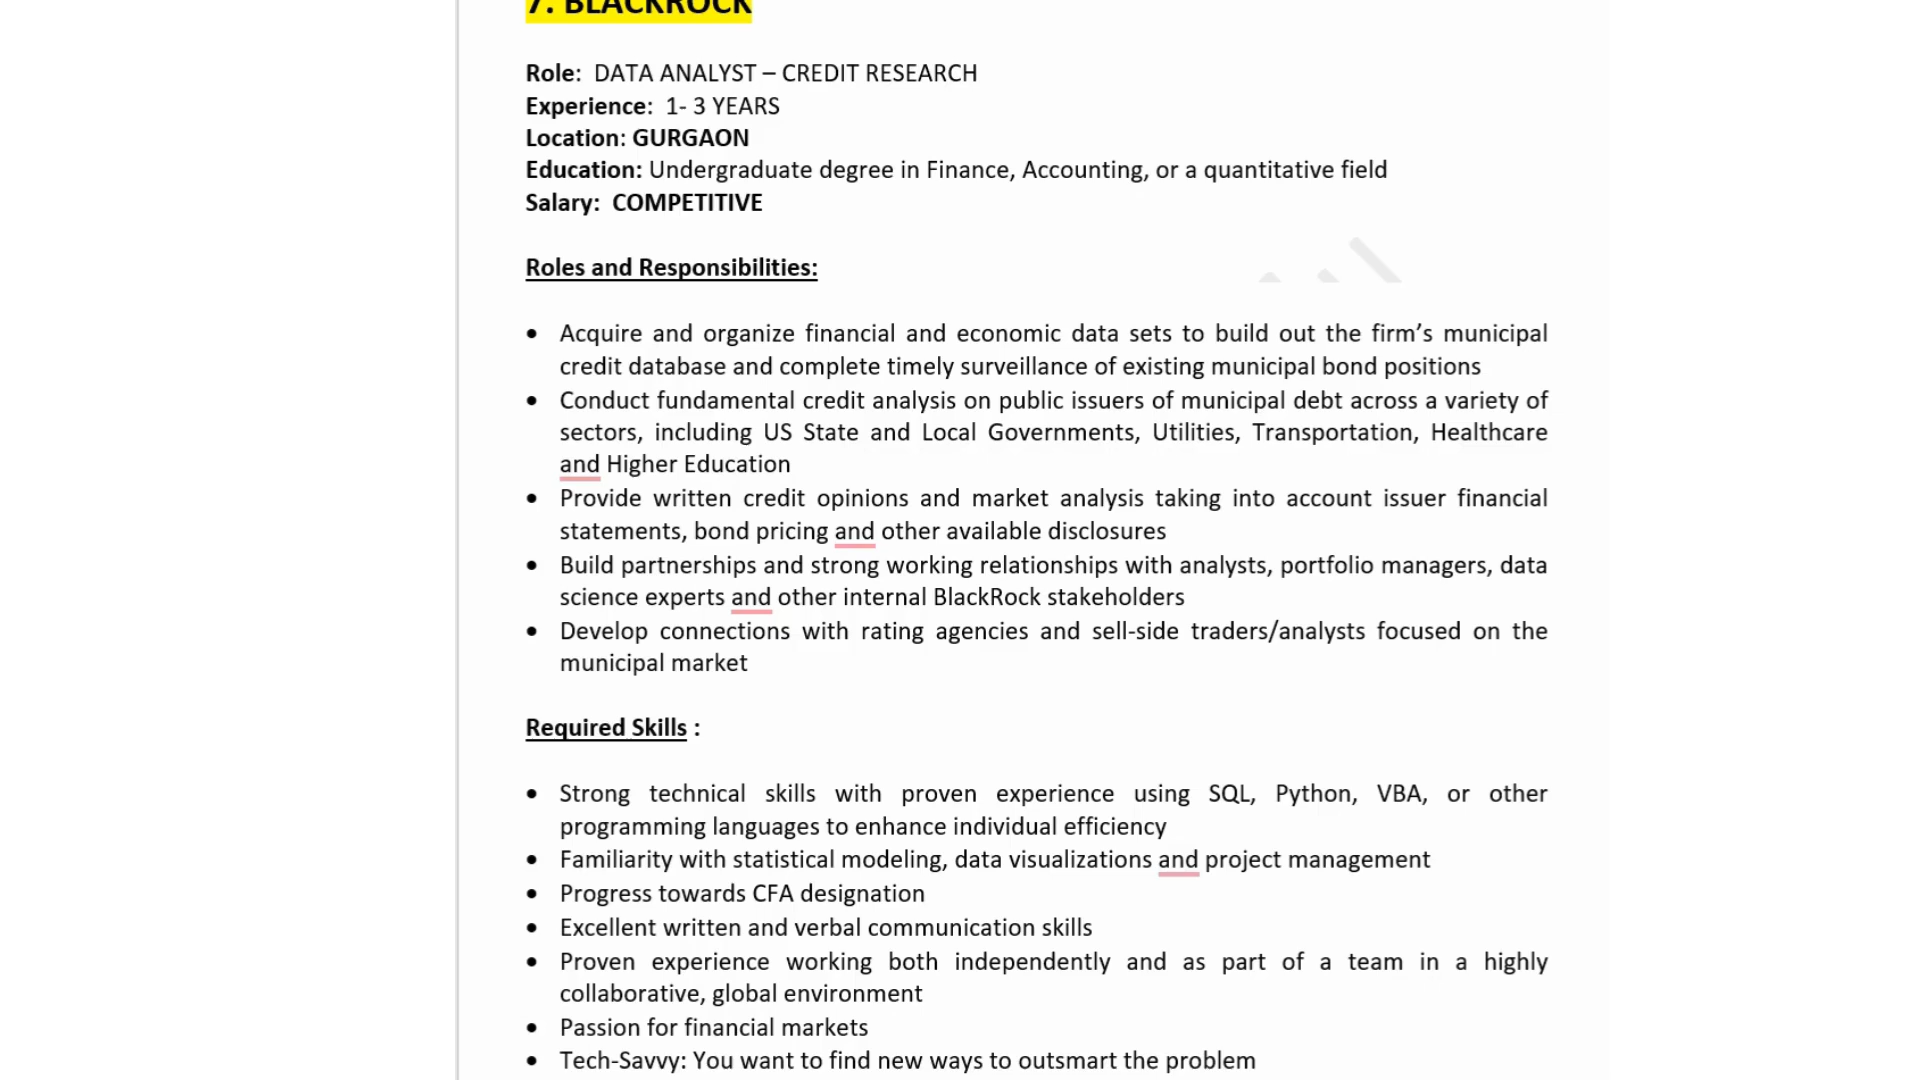 7. BLACKROCK
Role:  DATA ANALYST – CREDIT RESEARCH
Experience:  1- 3 YEARS
Location: GURGAON
Education: Undergraduate degree in Finance, Accounting, or a quantitative field
Salary:  COMPETITIVE
Roles and Responsibilities:
• Acquire and organize financial and economic data sets to build out the firm’s municipal
credit database and complete timely surveillance of existing municipal bond positions
• Conduct fundamental credit analysis on public issuers of municipal debt across a variety of
sectors, including US State and Local Governments, Utilities, Transportation, Healthcare
and Higher Education
• Provide written credit opinions and market analysis taking into account issuer financial
statements, bond pricing and other available disclosures
• Build partnerships and strong working relationships with analysts, portfolio managers, data
science experts and other internal BlackRock stakeholders
• Develop connections with rating agencies and sell-side traders/analysts focused on the
municipal market
Required Skills :
• Strong technical skills with proven experience using SQL, Python, VBA, or other
programming languages to enhance individual efficiency
• Familiarity with statistical modeling, data visualizations and project management
• Progress towards CFA designation
• Excellent written and verbal communication skills
• Proven experience working both independently and as part of a team in a highly
collaborative, global environment
• Passion for financial markets
• Tech-Savvy: You want to find new ways to outsmart the problem